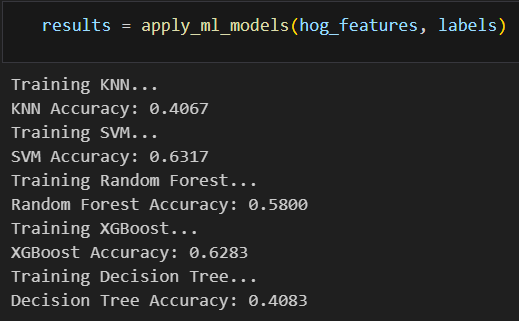 results = apply_ml_models(hog_features, labels)
Training KNN...
KNN Accuracy: 0.4067
Training SVM...
SVM Accuracy: 0.6317
Training Random Forest...
Random Forest Accuracy: 0.5800
Training XGBoost...
XGBoost Accuracy: 0.6283
Training Decision Tree...
Decision Tree Accuracy: 0.4083